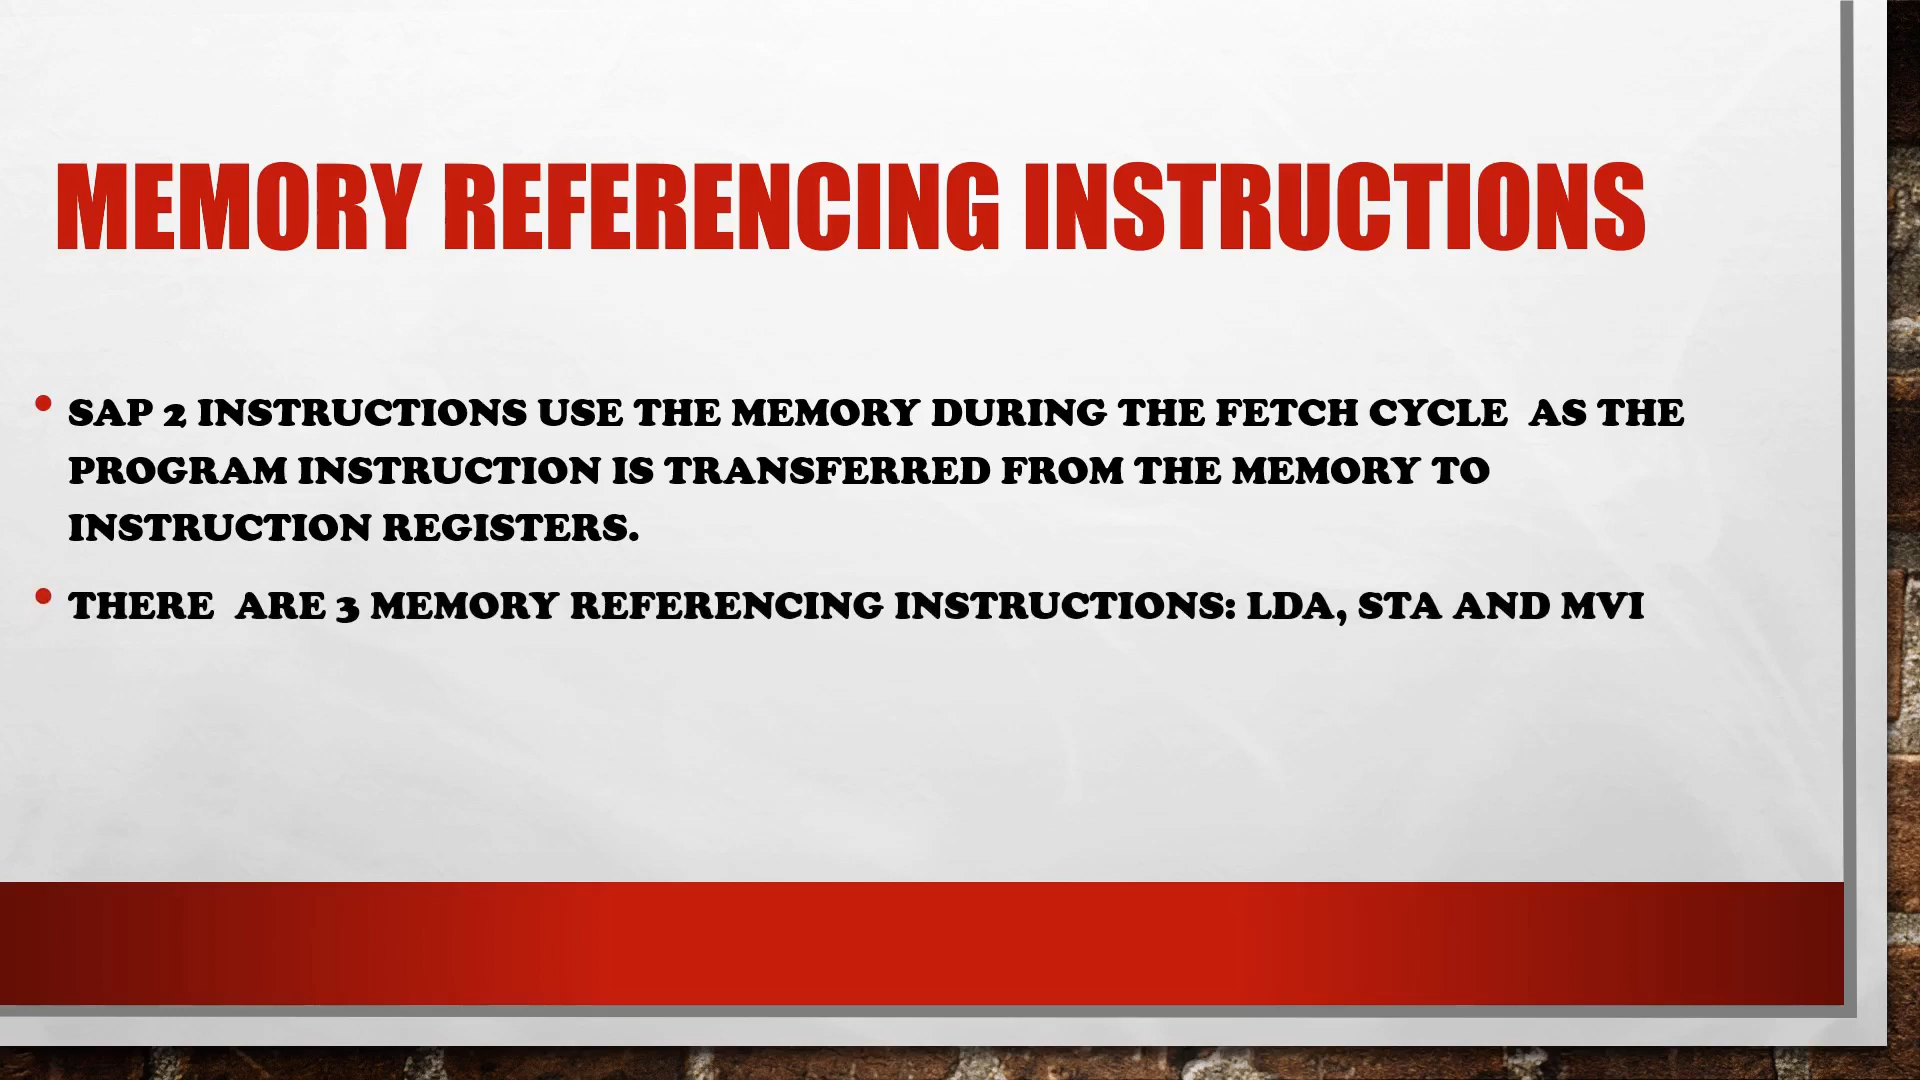 MEMORY REFERENCING INSTRUCTIONS
• SAP 2 INSTRUCTIONS USE THE MEMORY DURING THE FETCH CYCLE  AS THE
PROGRAM INSTRUCTION IS TRANSFERRED FROM THE MEMORY TO
INSTRUCTION REGISTERS.
• THERE  ARE 3 MEMORY REFERENCING INSTRUCTIONS: LDA, STA AND MVI